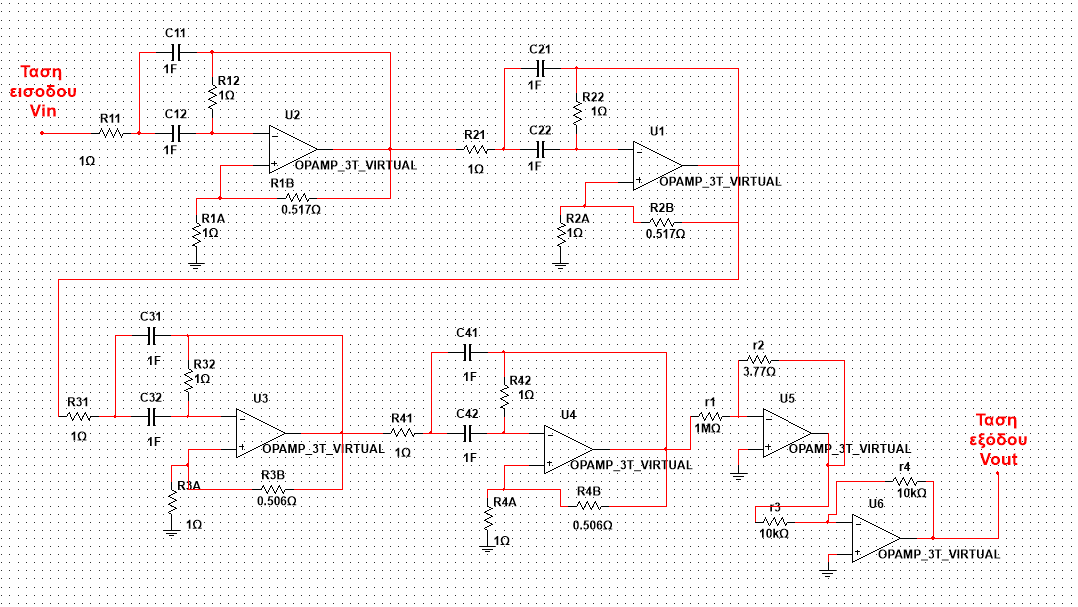 C11
1F
Ταση
εισοδου
Vin
R12
1Ω
R11
1Ω
C12
1F
U2
OPAMP_3T_VIRTUAL
R1B
0.517Ω
R1A
1Ω
C21
1F
R22
1Ω
R21
1Ω
C22
1F
U1
OPAMP_3T_VIRTUAL
R2B
0.517Ω
R2A
1Ω
C31
1F
R32
1Ω
R31
1Ω
C32
1F
U3
OPAMP_3T_VIRTUAL
R3B
0.506Ω
R3A
1Ω
C41
1F
R42
1Ω
R41
1Ω
C42
1F
U4
OPAMP_3T_VIRTUAL
R4B
0.506Ω
R4A
1Ω
r2
3.77Ω
r1
1MΩ
U5
OPAMP_3T_VIRTUAL
r4
10kΩ
r3
10kΩ
U6
OPAMP_3T_VIRTUAL
Ταση
εξόδου
Vout